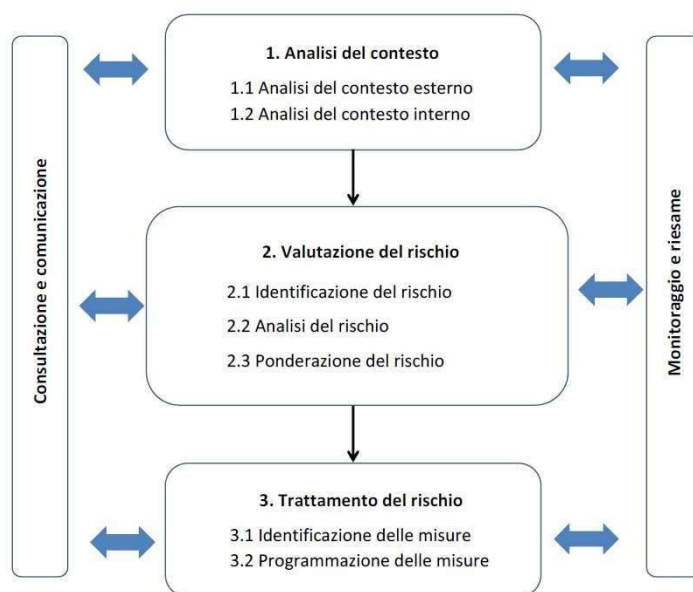 Consultazione e comunicazione
1. Analisi del contesto
1.1 Analisi del contesto esterno
1.2 Analisi del contesto interno
2. Valutazione del rischio
2.1 Identificazione del rischio
2.2 Analisi del rischio
2.3 Ponderazione del rischio
3. Trattamento del rischio
3.1 Identificazione delle misure
3.2 Programmazione delle misure
Monitoraggio e riesame